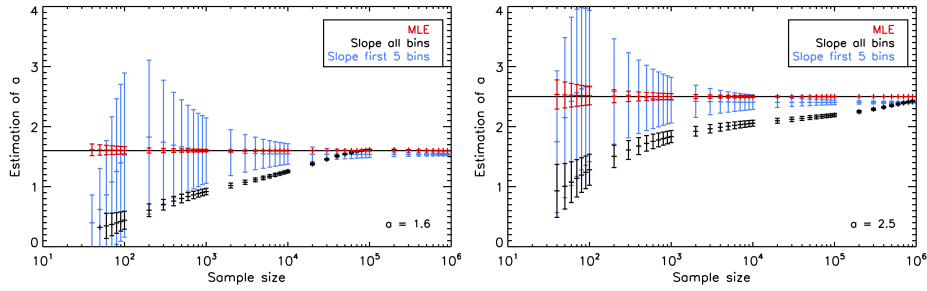 4
3
2
1
0
Estimation of a
MLE
Slope all bins
Slope first 5 bins
a = 1.6
10^1 10^2 10^3 10^4 10^5 10^6
Sample size
4
3
2
1
0
Estimation of a
MLE
Slope all bins
Slope first 5 bins
a = 2.5
10^1 10^2 10^3 10^4 10^5 10^6
Sample size